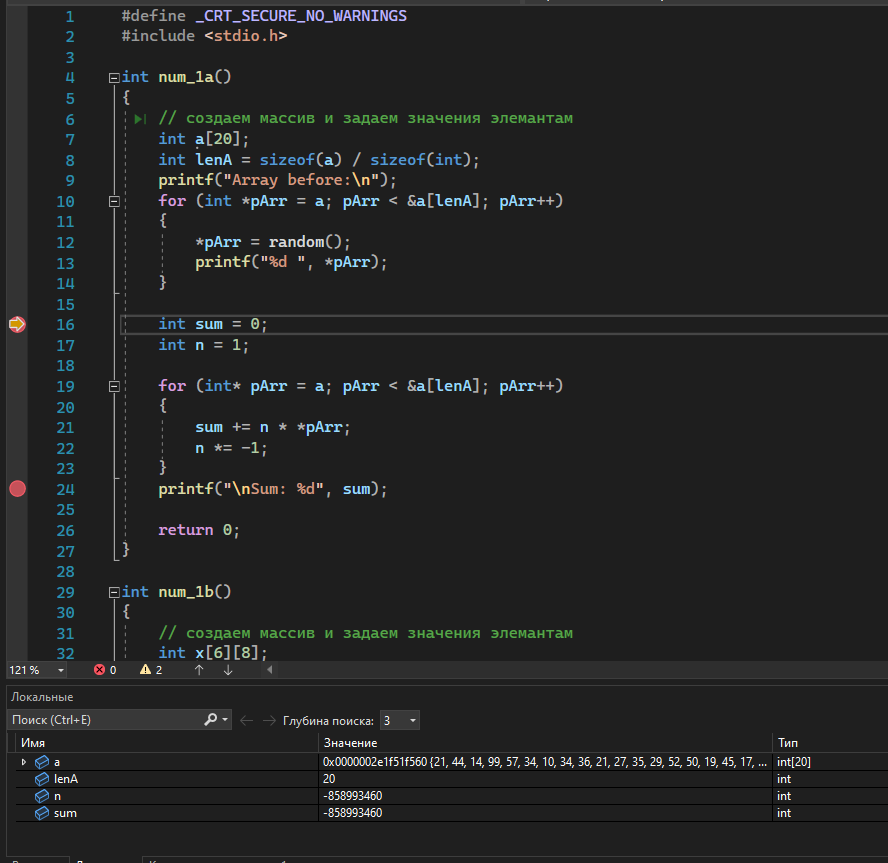 1 #define _CRT_SECURE_NO_WARNINGS
2 #include <stdio.h>
3
4 int num_1a()
5 {
6 // создаем массив и задаем значения элемантам
7 int a[20];
8 int lenA = sizeof(a) / sizeof(int);
9 printf("Array before:\n");
10 for (int *pArr = a; pArr < &a[lenA]; pArr++)
11 {
12 *pArr = random();
13 printf("%d ", *pArr);
14 }
15
16 int sum = 0;
17 int n = 1;
18
19 for (int* pArr = a; pArr < &a[lenA]; pArr++)
20 {
21 sum += n * *pArr;
22 n *= -1;
23 }
24 printf("\nSum: %d", sum);
25
26 return 0;
27 }
28
29 int num_1b()
30 {
31 // создаем массив и задаем значения элемантам
32 int x[6][8];
121 % 0 2
Локальные
Поиск (Ctrl+E) Глубина поиска: 3
Имя Значение Тип
a 0x0000002e1f51f560 {21, 44, 14, 99, 57, 34, 10, 34, 36, 21, 27, 35, 29, 52, 50, 19, 45, 17, ... int[20]
lenA 20 int
n -858993460 int
sum -858993460 int